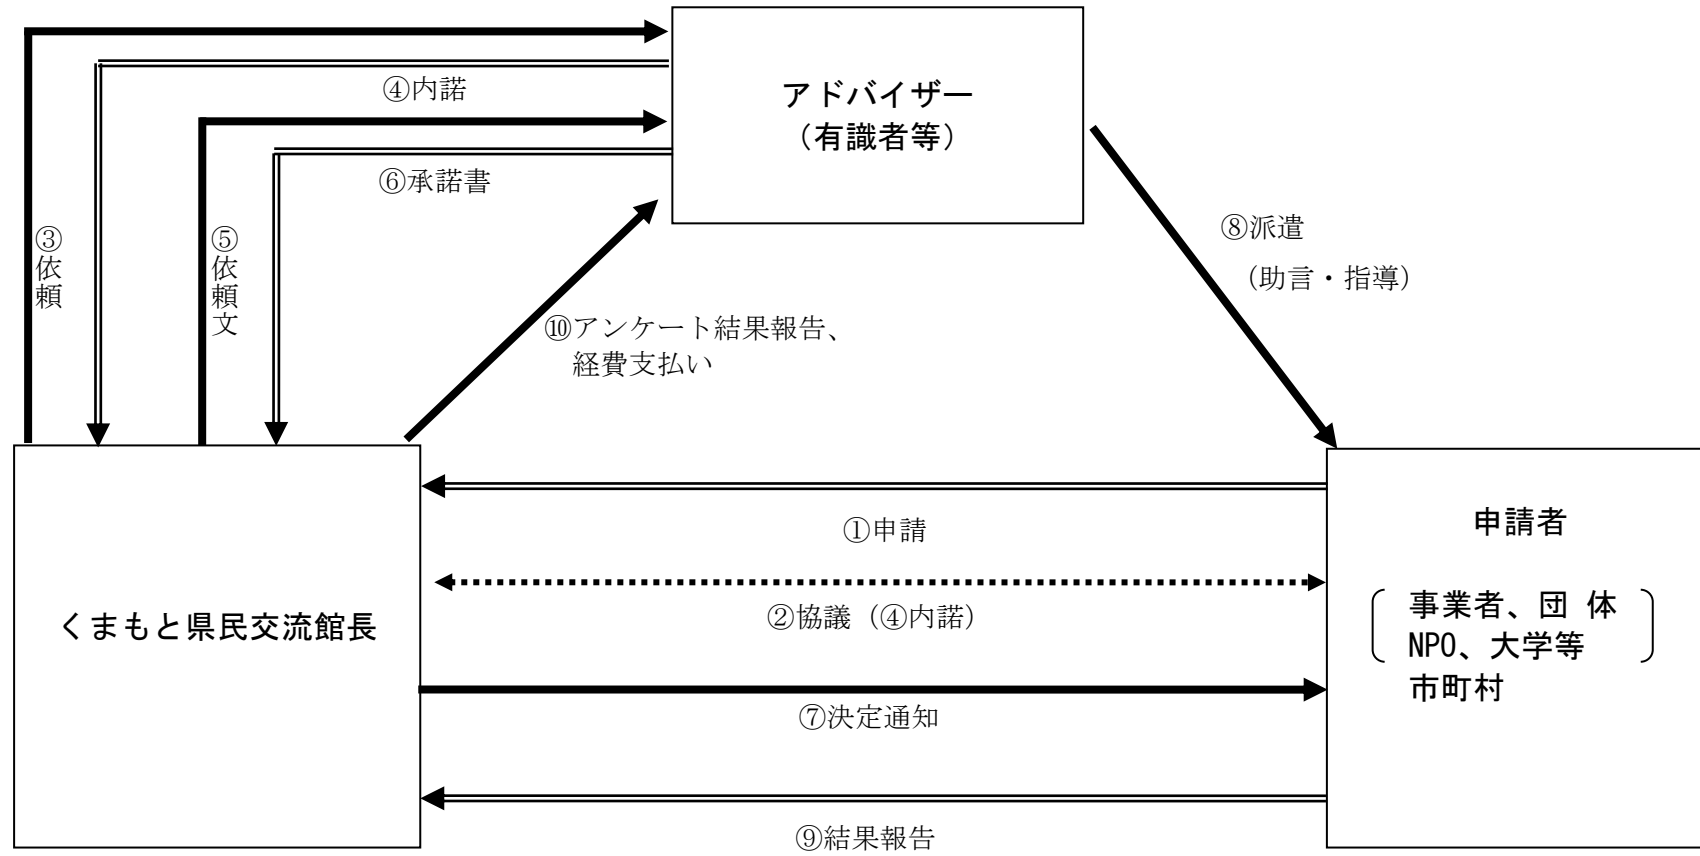 ④内諾
アドバイザー
（有識者等）
⑥承諾書
③依頼
⑤依頼文
⑧派遣
（助言・指導）
⑩アンケート結果報告、
経費支払い
①申請
申請者
くまもと県民交流館長
②協議（④内諾）
事業者、団 体
NPO、大学等
市町村
⑦決定通知
⑨結果報告